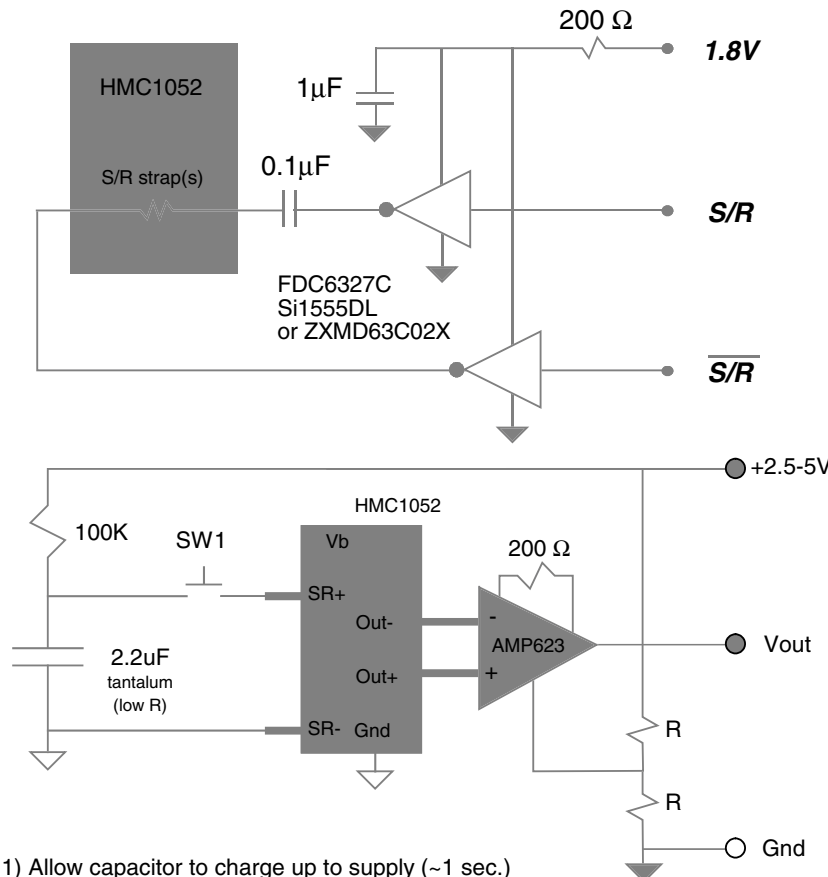 200 Ω
1.8V
HMC1052
1µF
0.1µF
S/R strap(s)
S/R
FDC6327C
Si1555DL
or ZXMD63C02X
S/R
+2.5-5V
HMC1052
100K
SW1
Vb
200 Ω
SR+
Out-
-
AMP623
Vout
2.2uF
tantalum
(low R)
Out+
+
SR-
Gnd
R
R
Gnd
1) Allow capacitor to charge up to supply (~1 sec.)